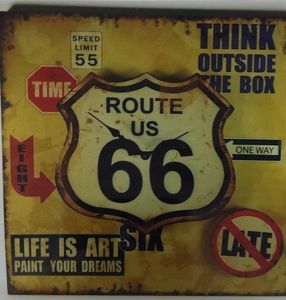 SPEED
LIMIT
55
THINK
OUTSIDE
THE BOX
TIME
ROUTE
US
66
ONE WAY
EIGHT
SIX
LATE
LIFE IS ART
PAINT YOUR DREAMS